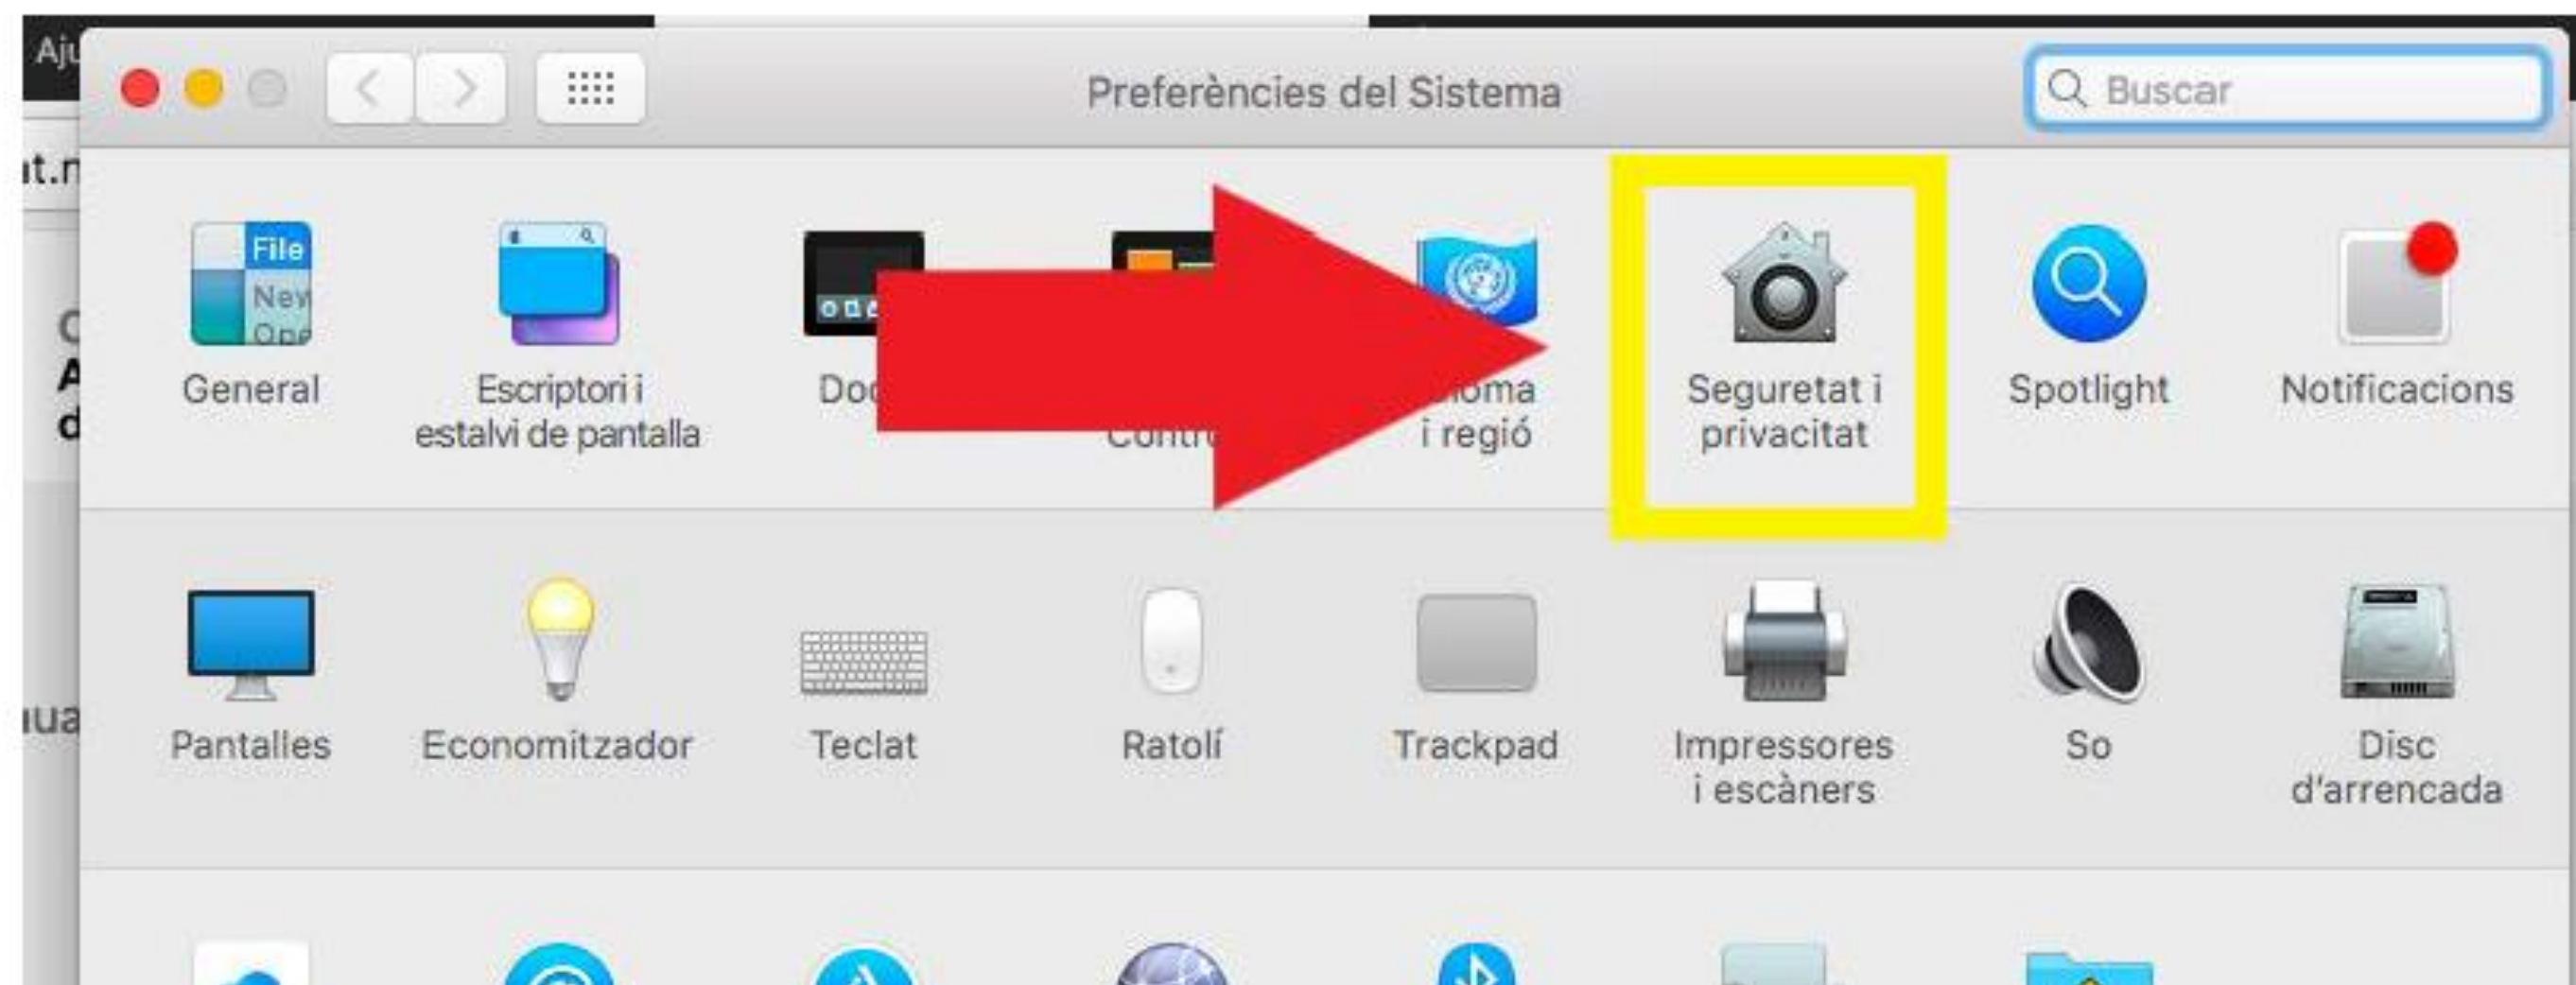 Preferències del Sistema
Buscar
File
New
General
Escriptori i
estalvi de pantalla
i regió
Seguretat i
privacitat
Spotlight
Notificacions
Pantalles
Economitzador
Teclat
Ratolí
Trackpad
Impressores
i escàners
So
Disc
d'arrencada